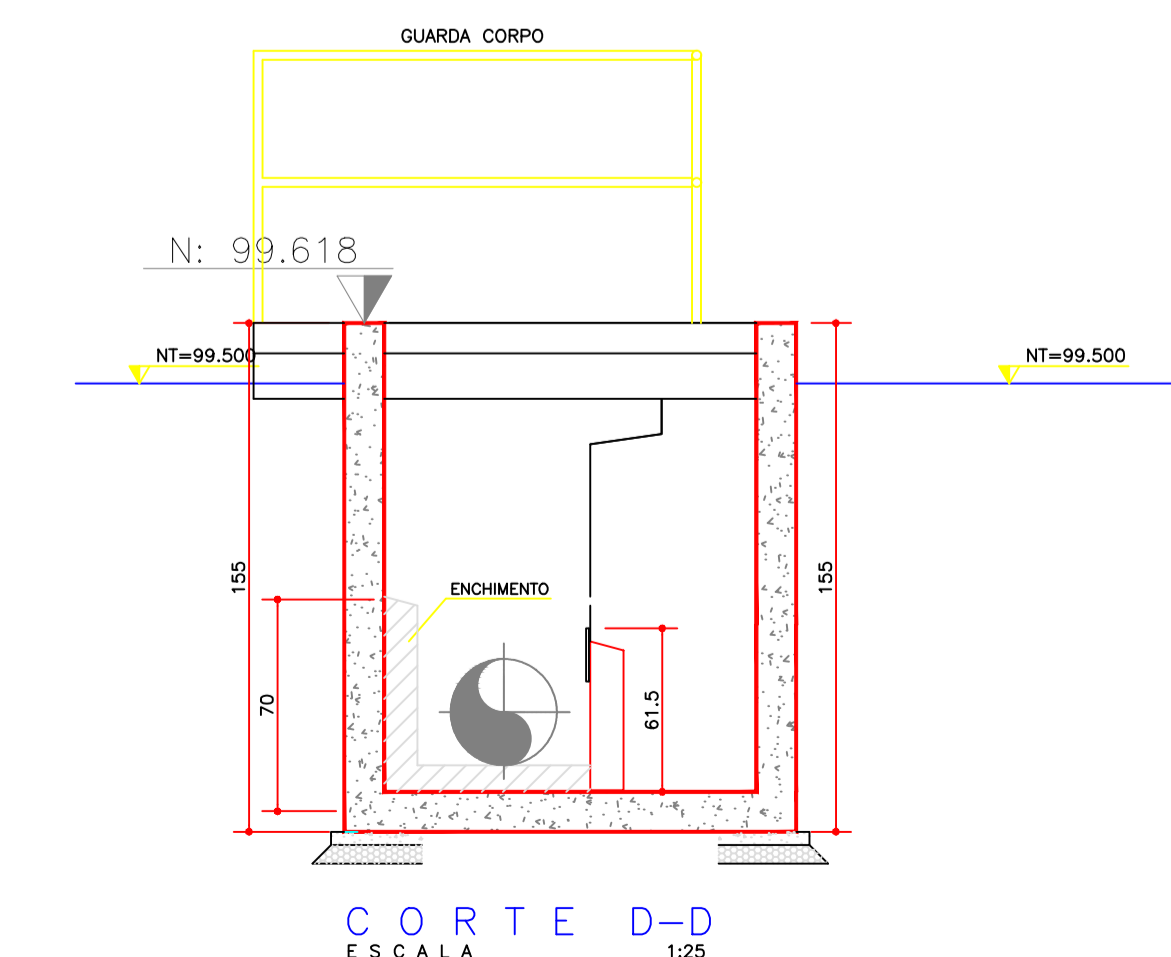 GUARDA CORPO
N: 99.618
NT=99.500
NT=99.500
155
155
ENCHIMENTO
70
61.5
CORTE D-D
ESCALA 1:25